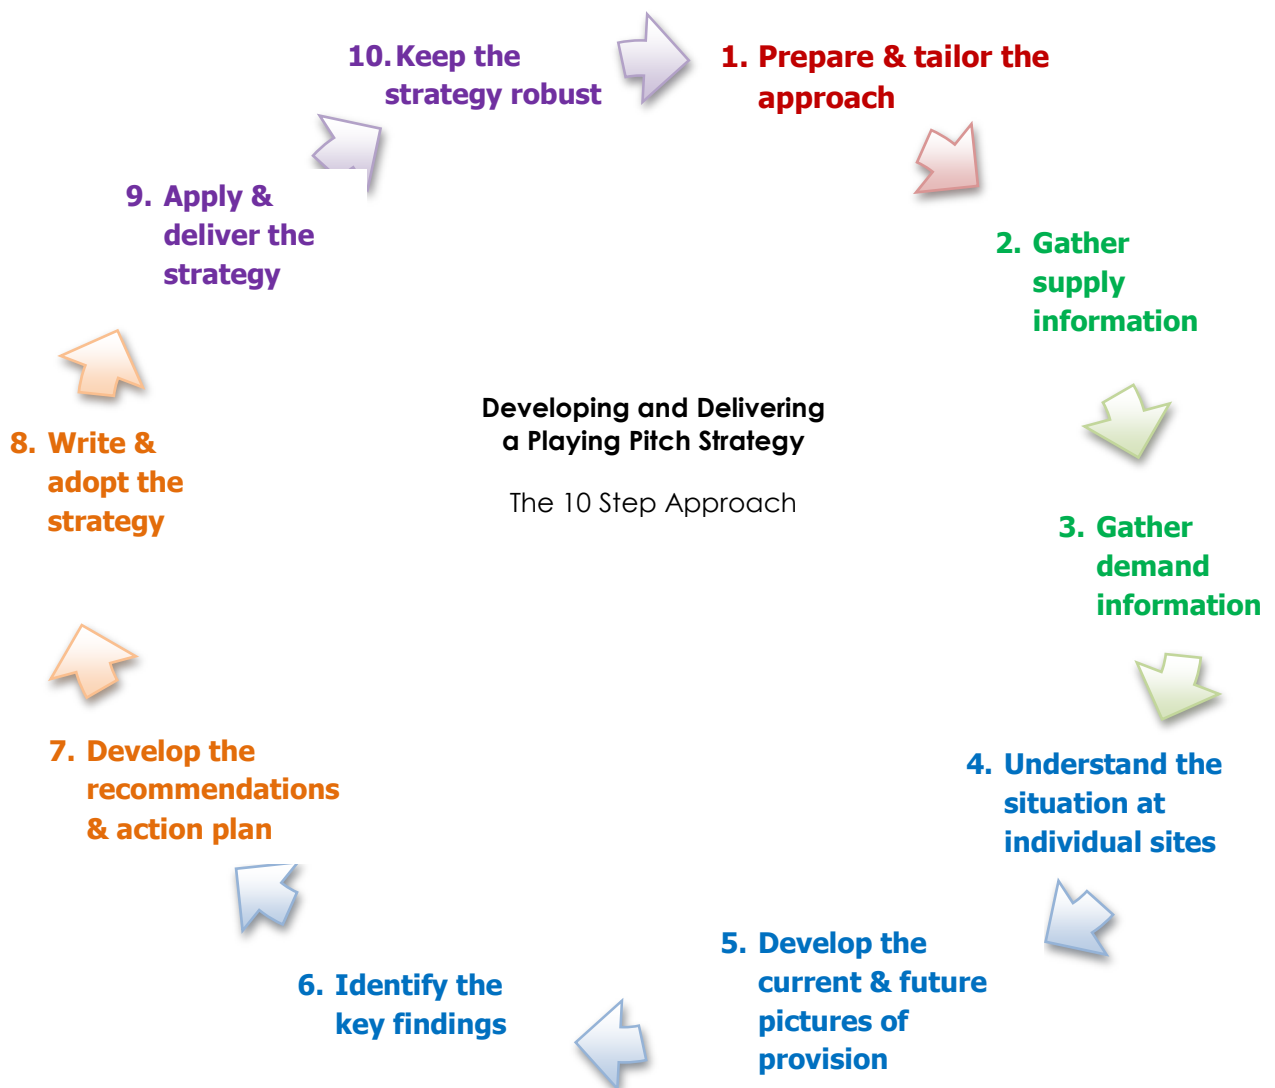 1. Prepare & tailor the
approach
2. Gather
supply
information
3. Gather
demand
information
4. Understand the
situation at
individual sites
5. Develop the
current & future
pictures of
provision
6. Identify the
key findings
7. Develop the
recommendations
& action plan
8. Write &
adopt the
strategy
9. Apply &
deliver the
strategy
10. Keep the
strategy robust
Developing and Delivering
a Playing Pitch Strategy
The 10 Step Approach